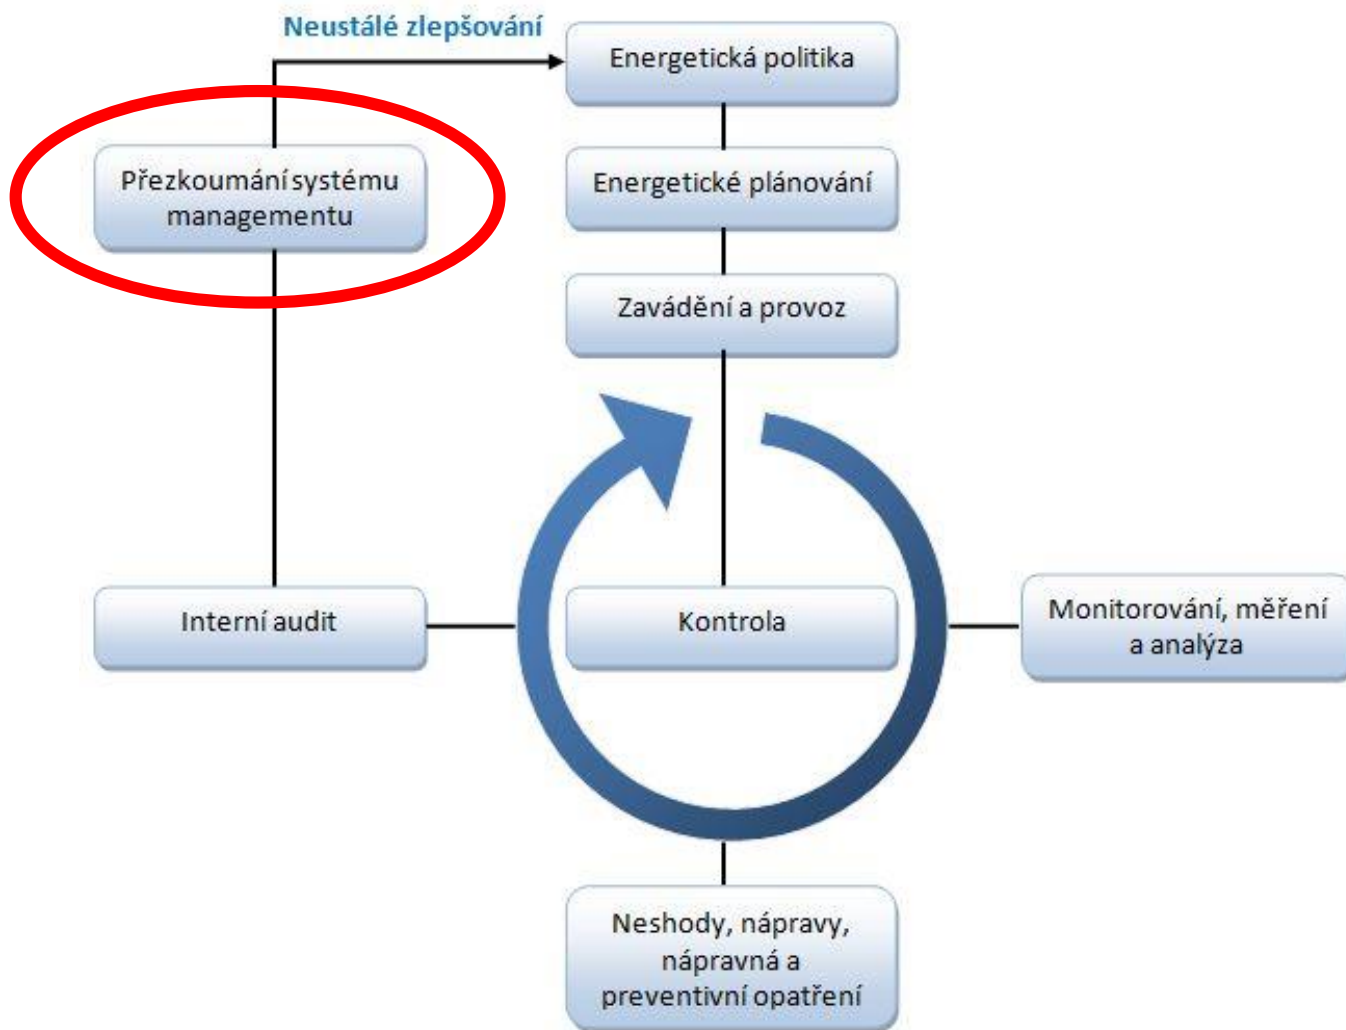 Neustálé zlepšování
Energetická politika
Přezkoumání systému
managementu
Energetické plánování
Zavádění a provoz
Interní audit
Kontrola
Monitorování, měření
a analýza
Neshody, nápravy,
nápravná a
preventivní opatření